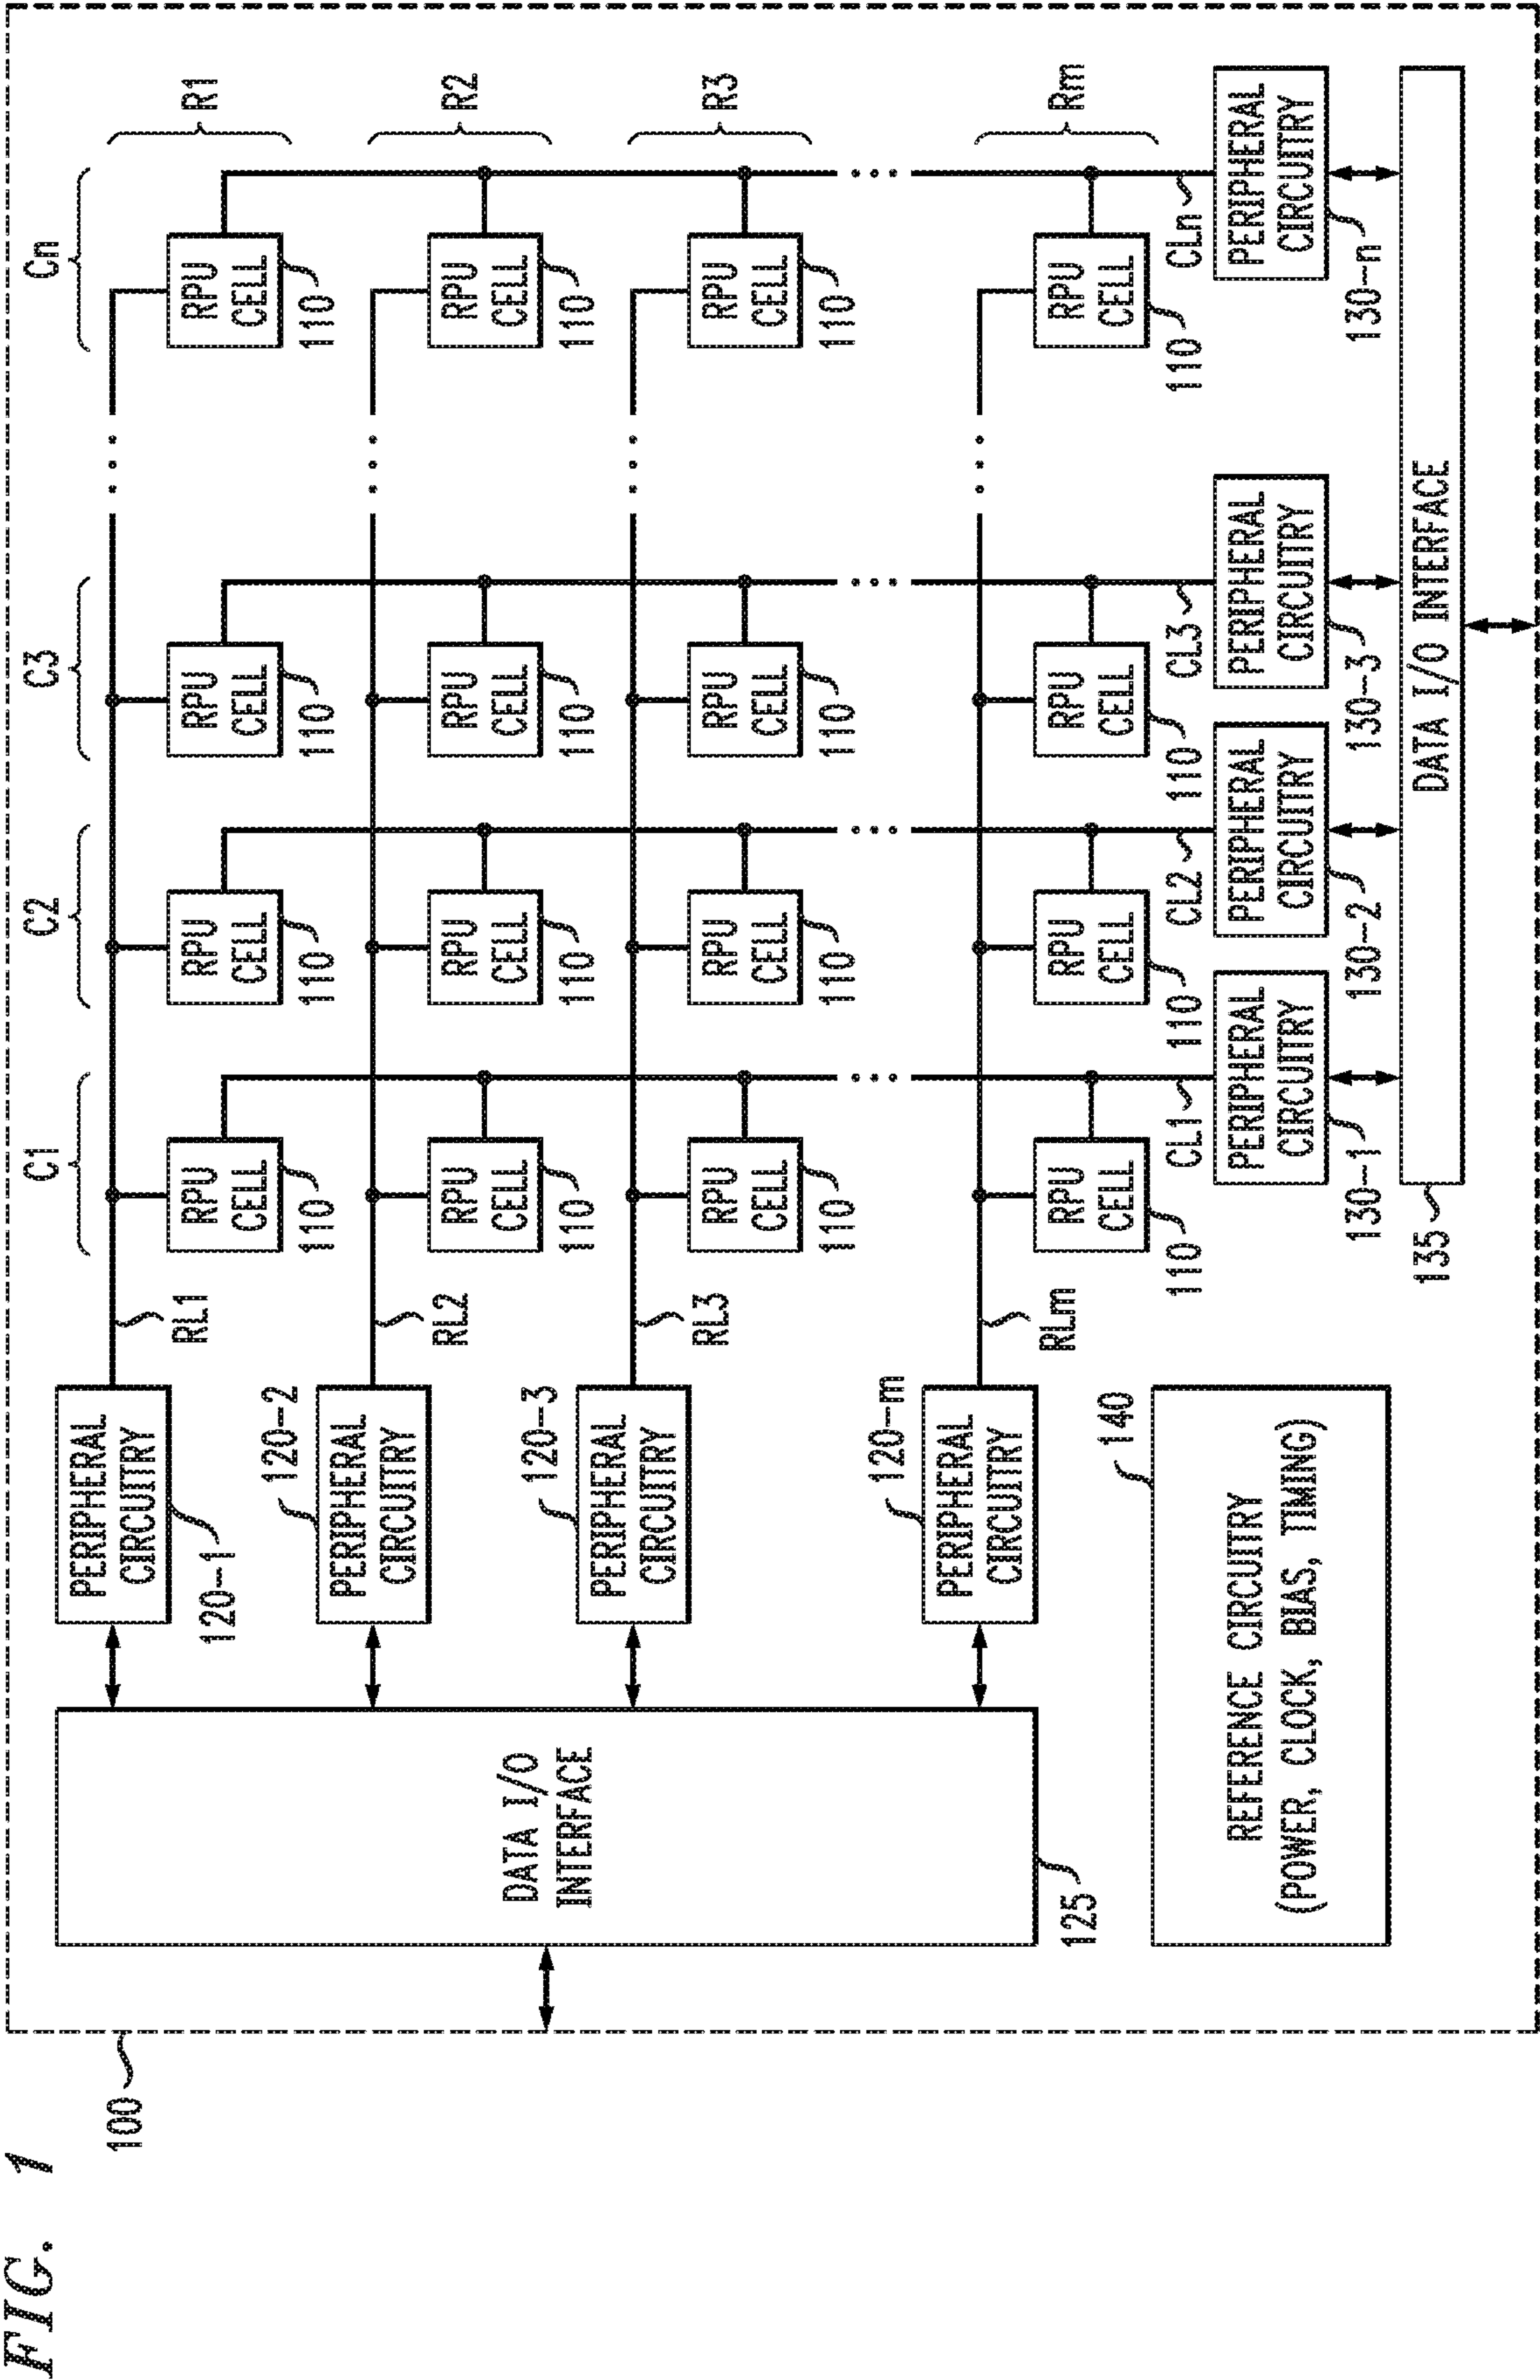 FIG. 1
100
C1
C2
C3
Cn
R1
R2
R3
Rm
DATA I/O
INTERFACE
125
PERIPHERAL
CIRCUITRY
120-1
RL1
RPU
CELL
110
RPU
CELL
110
RPU
CELL
110
RPU
CELL
110
PERIPHERAL
CIRCUITRY
120-2
RL2
RPU
CELL
110
RPU
CELL
110
RPU
CELL
110
RPU
CELL
110
PERIPHERAL
CIRCUITRY
120-3
RL3
RPU
CELL
110
RPU
CELL
110
RPU
CELL
110
RPU
CELL
110
PERIPHERAL
CIRCUITRY
120-m
RLm
RPU
CELL
110
RPU
CELL
110
RPU
CELL
110
RPU
CELL
110
CL1
CL2
CL3
CLn
REFERENCE CIRCUITRY
(POWER, CLOCK, BIAS, TIMING)
140
PERIPHERAL
CIRCUITRY
130-1
PERIPHERAL
CIRCUITRY
130-2
PERIPHERAL
CIRCUITRY
130-3
PERIPHERAL
CIRCUITRY
130-n
DATA I/O INTERFACE
135